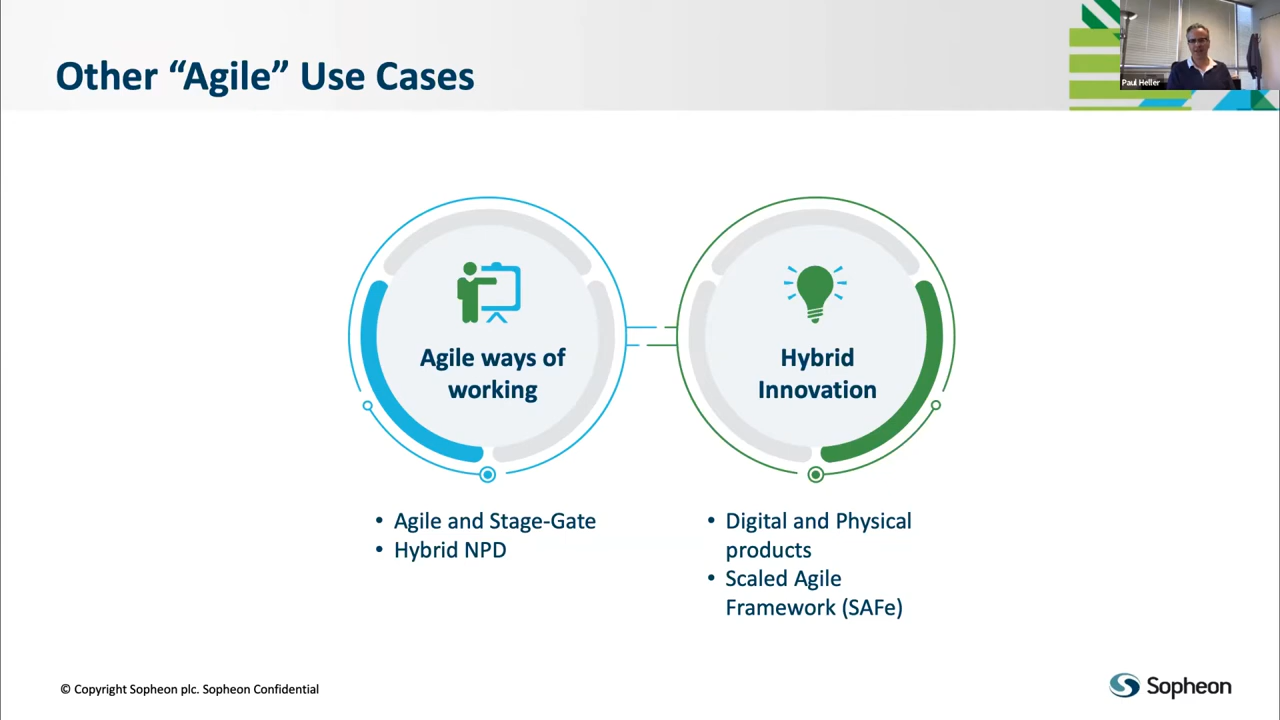 Other “Agile” Use Cases
Paul Heller
Agile ways of
working
Hybrid
Innovation
• Agile and Stage-Gate
• Hybrid NPD
• Digital and Physical
products
• Scaled Agile
Framework (SAFe)
© Copyright Sopheon plc. Sopheon Confidential
Sopheon